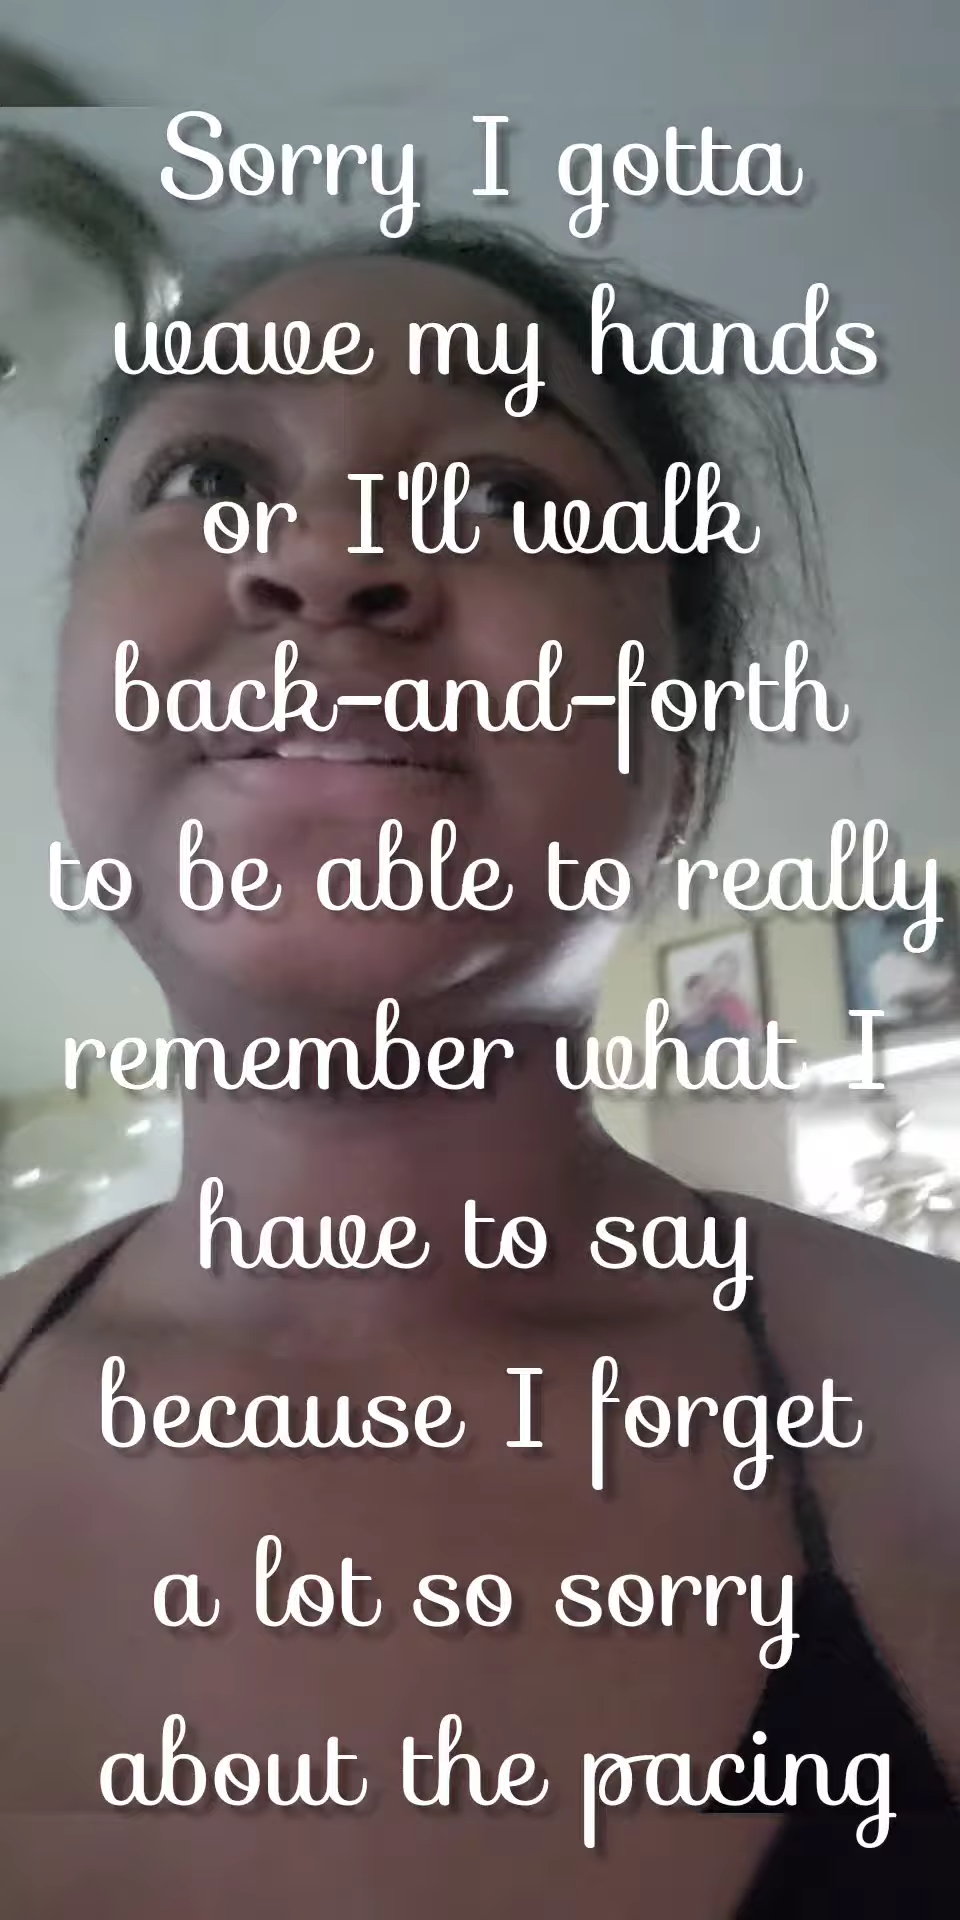 Sorry I gotta
wave my hands
or I'll walk
back-and-forth
to be able to really
remember what I
have to say
because I forget
a lot so sorry
about the pacing